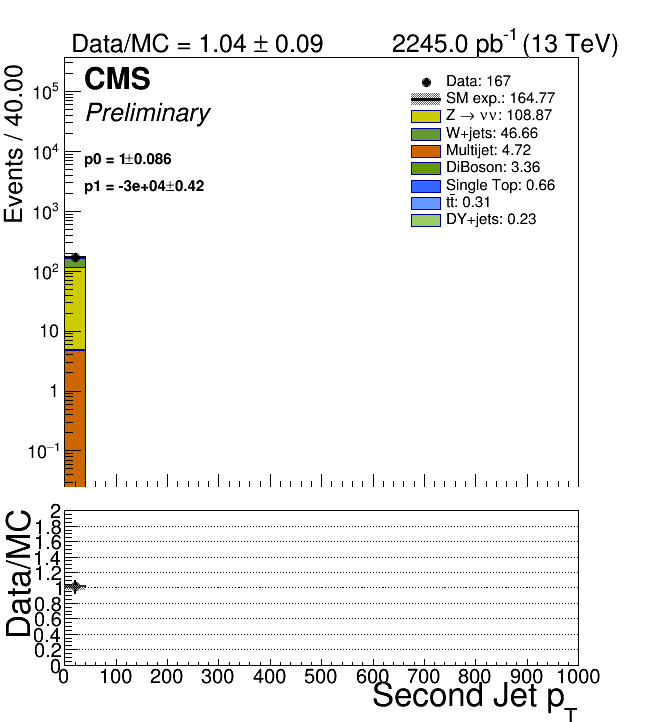 Data/MC = 1.04 ± 0.09
2245.0 pb⁻¹ (13 TeV)
CMS
Preliminary
p0 = 1±0.086
p1 = -3e+04±0.42
Data: 167
SM exp.: 164.77
Z → νν: 108.87
W+jets: 46.66
Multijet: 4.72
DiBoson: 3.36
Single Top: 0.66
tt̄: 0.31
DY+jets: 0.23
Events / 40.00
10⁵
10⁴
10³
10²
10
1
10⁻¹
Data/MC
2
1.8
1.6
1.4
1.2
1
0.8
0.6
0.4
0.2
0
0 100 200 300 400 500 600 700 800 900 1000
Second Jet p_T